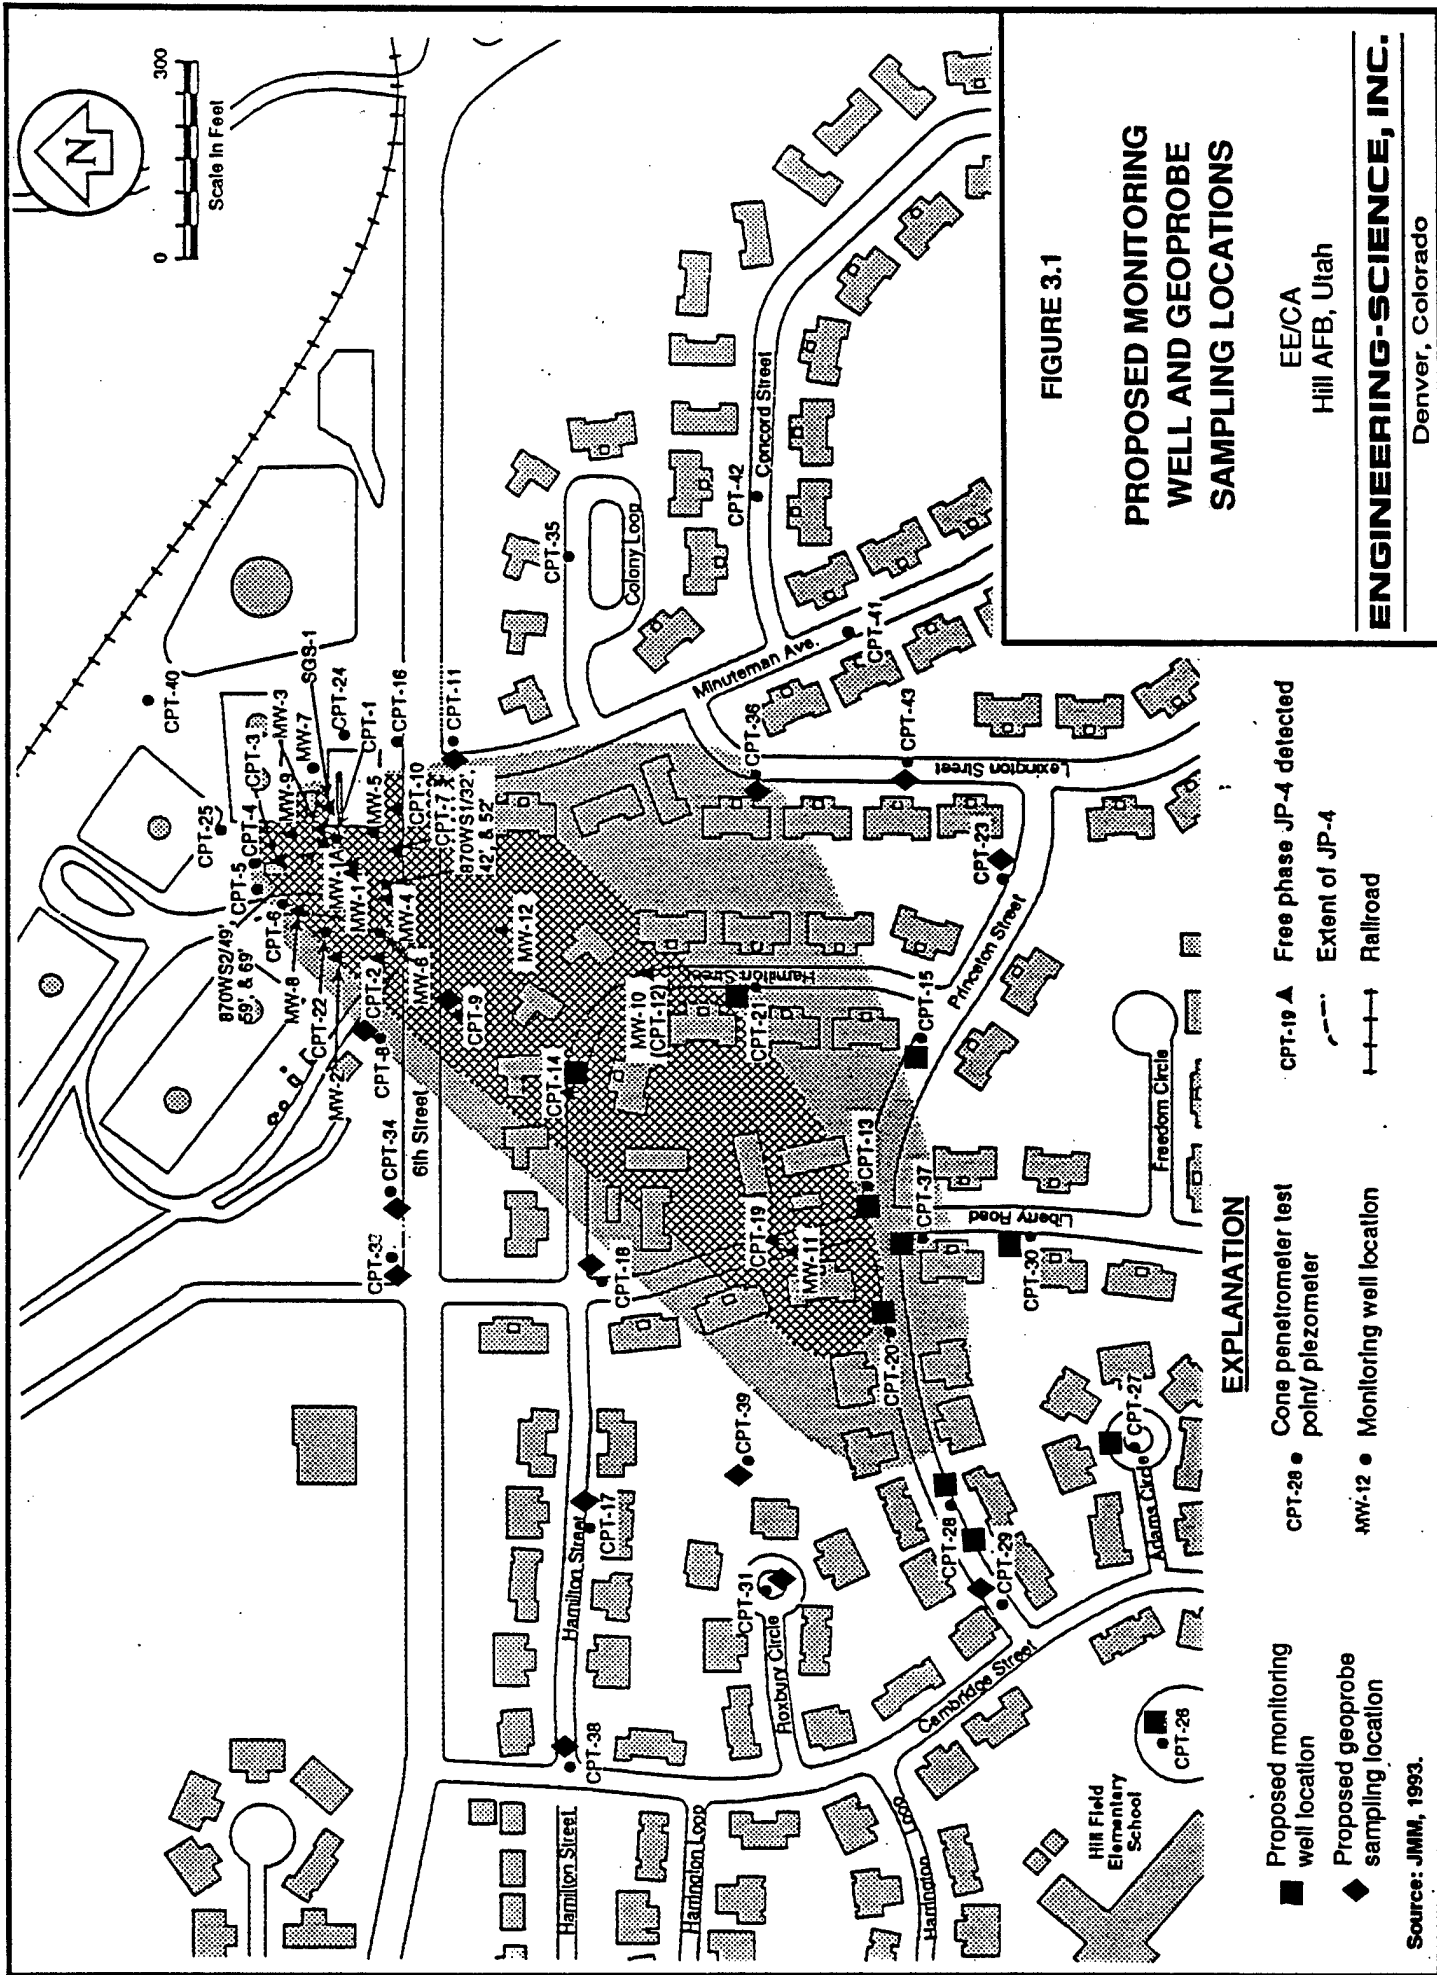 N
0
300
Scale In Feet
CPT-40
CPT-25
CPT-4
CPT-5
CPT-3
CPT-6
MW-9
MW-3
MW-7
SGS-1
CPT-24
CPT-1
CPT-16
MW-5
CPT-10
CPT-11
CPT-7
870WS1/32',
42', & 52'
870WS2/49',
59' & 69'
MW-8
CPT-22
MW-2
CPT-2
CPT-8
MW-1A
MW-1
MW-4
MW-6
CPT-34
6th Street
CPT-9
MW-12
CPT-35
Colony Loop
CPT-14
MW-10
(CPT-12)
Hamilton Street
CPT-18
CPT-17
Hamilton Street
CPT-38
Hamilton Street
Harrington Loop
CPT-42
Concord Street
Minuteman Ave.
CPT-41
CPT-36
CPT-43
Lexington Street
CPT-21
CPT-23
CPT-15
Princeton Street
CPT-19
MW-11
CPT-13
CPT-37
CPT-20
CPT-39
CPT-31
Roxbury Circle
CPT-28
CPT-29
Cambridge Street
Harrington
Loop
Liberty Road
CPT-30
Freedom Circle
CPT-27
Adams Circle
CPT-26
Hill Field
Elementary
School
EXPLANATION
Proposed monitoring
well location
Proposed geoprobe
sampling location
CPT-28 Cone penetrometer test
point/ piezometer
MW-12 Monitoring well location
CPT-19 Free phase JP-4 detected
Extent of JP-4
Railroad
Source: JMM, 1993.
FIGURE 3.1
PROPOSED MONITORING
WELL AND GEOPROBE
SAMPLING LOCATIONS
EE/CA
Hill AFB, Utah
ENGINEERING-SCIENCE, INC.
Denver, Colorado